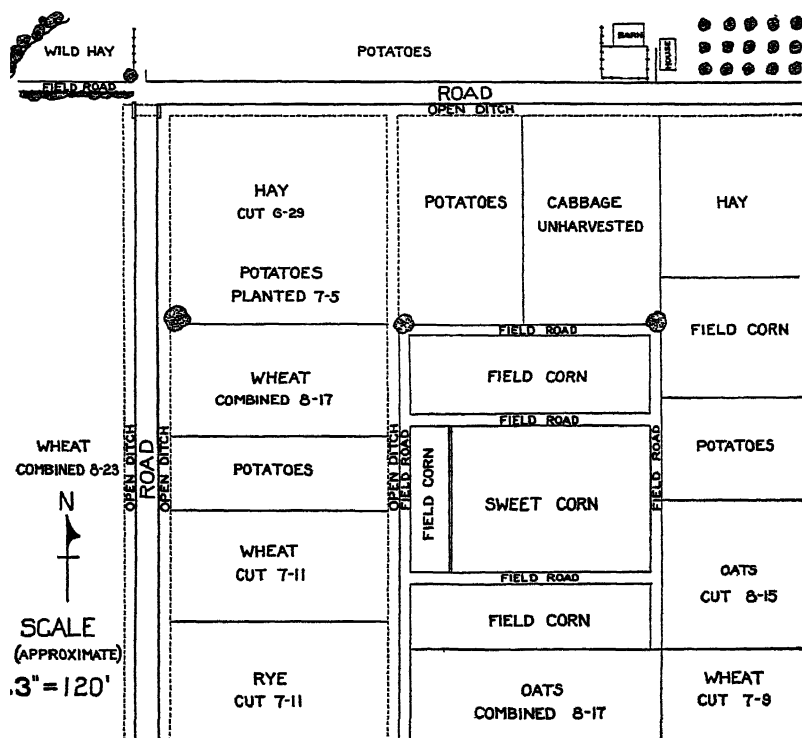 WILD HAY
POTATOES
BARN
HOUSE
FIELD ROAD
ROAD
OPEN DITCH
HAY
CUT 6-29
POTATOES
PLANTED 7-5
POTATOES
CABBAGE
UNHARVESTED
HAY
FIELD ROAD
FIELD CORN
WHEAT
COMBINED 8-17
FIELD CORN
FIELD ROAD
WHEAT
COMBINED 8-23
OPEN DITCH
ROAD
OPEN DITCH
POTATOES
OPEN DITCH
FIELD ROAD
FIELD CORN
SWEET CORN
FIELD ROAD
POTATOES
N
WHEAT
CUT 7-11
FIELD ROAD
OATS
CUT 8-15
SCALE
(APPROXIMATE)
.3"=120'
FIELD CORN
RYE
CUT 7-11
OATS
COMBINED 8-17
WHEAT
CUT 7-9